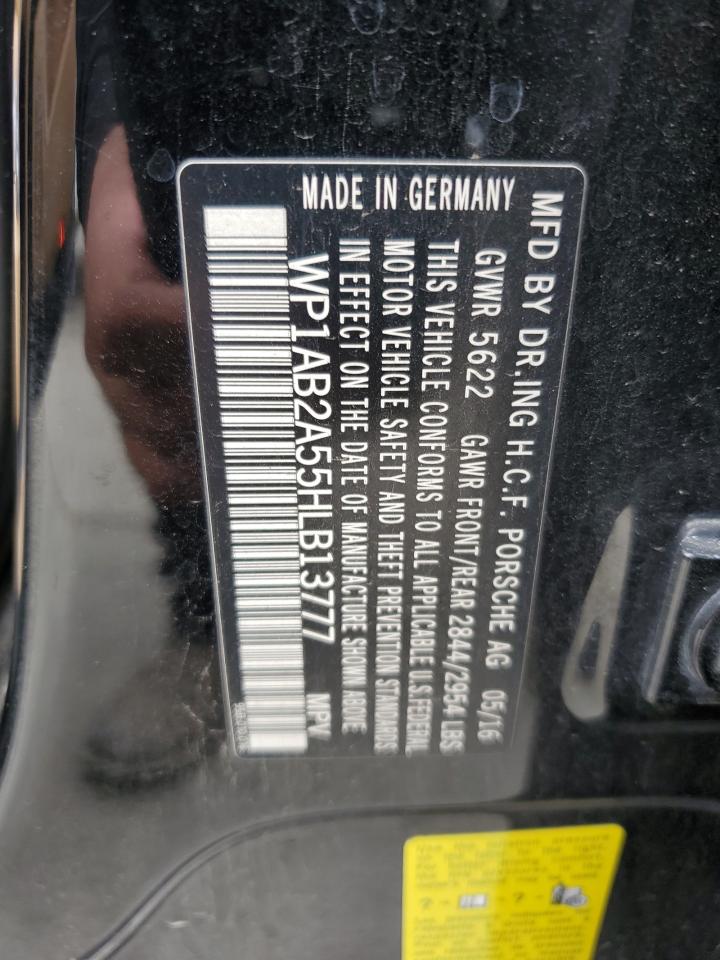 MFD BY DR,ING H.C.F. PORSCHE AG 05/16
GVWR 5622 GAWR FRONT/REAR 2844/2954 LBS
THIS VEHICLE CONFORMS TO ALL APPLICABLE U.S.FEDERAL
MOTOR VEHICLE SAFETY AND THEFT PREVENTION STANDARDS
IN EFFECT ON THE DATE OF MANUFACTURE SHOWN ABOVE
WP1AB2A55HLB13777 MPV
MADE IN GERMANY